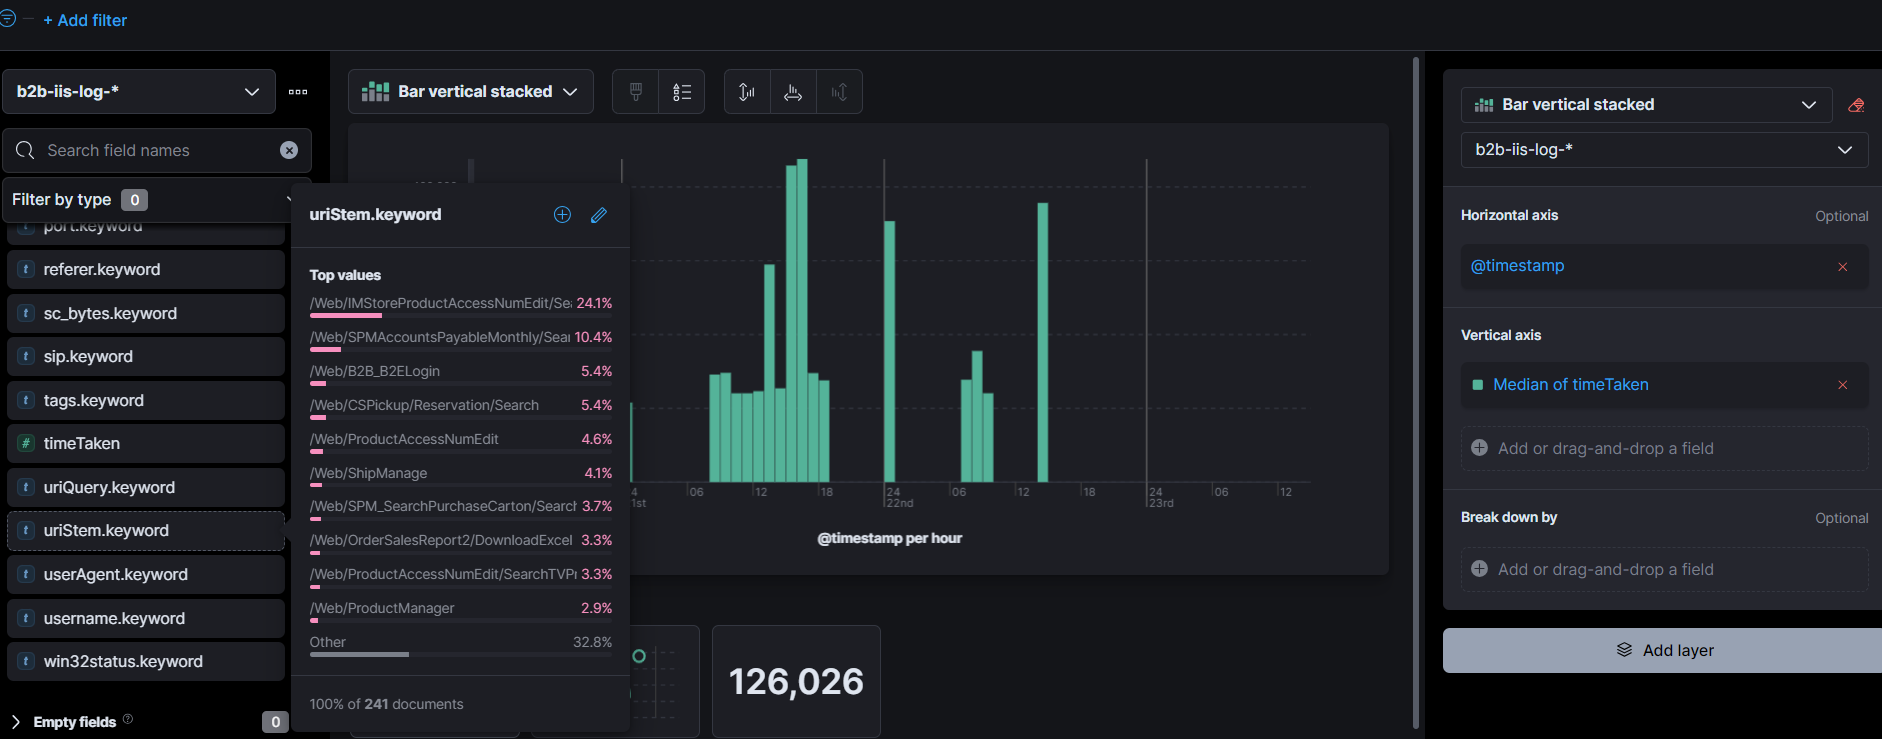 + Add filter
b2b-iis-log-*
Search field names
Filter by type 0
port.keyword
referer.keyword
sc_bytes.keyword
sip.keyword
tags.keyword
# timeTaken
uriQuery.keyword
uriStem.keyword
userAgent.keyword
username.keyword
win32status.keyword
Empty fields 0
uriStem.keyword
Top values
/Web/IMStoreProductAccessNumEdit/Sea 24.1%
/Web/SPMAccountsPayableMonthly/Sear 10.4%
/Web/B2B_B2ELogin 5.4%
/Web/CSPickup/Reservation/Search 5.4%
/Web/ProductAccessNumEdit 4.6%
/Web/ShipManage 4.1%
/Web/SPM_SearchPurchaseCarton/Search 3.7%
/Web/OrderSalesReport2/DownloadExcel 3.3%
/Web/ProductAccessNumEdit/SearchTVPr 3.3%
/Web/ProductManager 2.9%
Other 32.8%
100% of 241 documents
Bar vertical stacked
4 06 12 18 24 06 12 18 24 06 12
1st 22nd 23rd
@timestamp per hour
126,026
Bar vertical stacked
b2b-iis-log-*
Horizontal axis Optional
@timestamp
Vertical axis
Median of timeTaken
Add or drag-and-drop a field
Break down by Optional
Add or drag-and-drop a field
Add layer